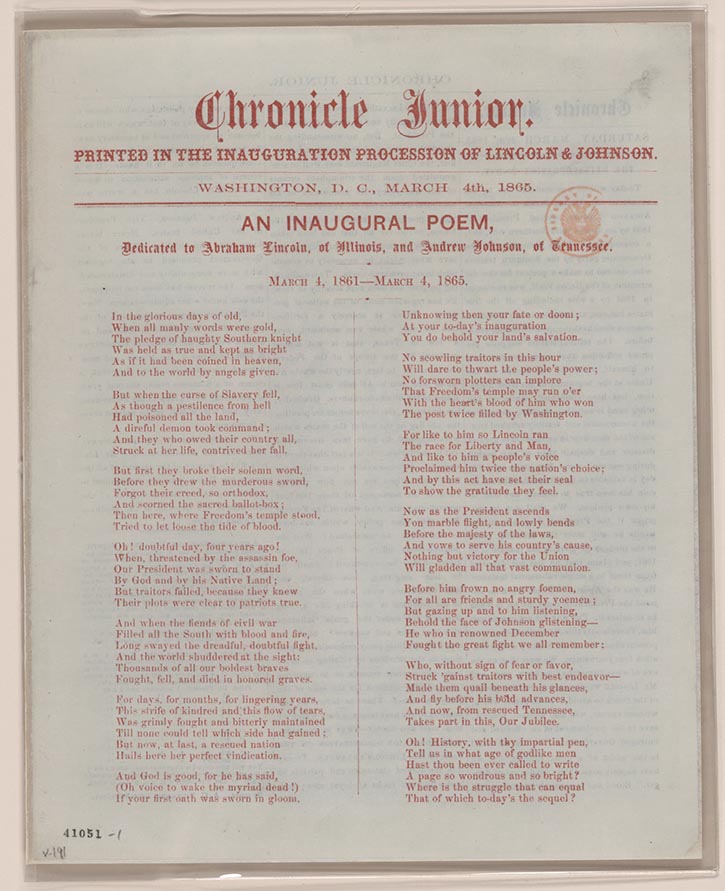 Chronicle Junior.
PRINTED IN THE INAUGURATION PROCESSION OF LINCOLN & JOHNSON.
WASHINGTON, D. C., MARCH 4th, 1865.
AN INAUGURAL POEM,
Dedicated to Abraham Lincoln, of Illinois, and Andrew Johnson, of Tennessee.
MARCH 4, 1861—MARCH 4, 1865.
In the glorious days of old,
When all manly words were gold,
The pledge of haughty Southern knight
Was held as true and kept as bright
As if it had been coined in heaven,
And to the world by angels given.
But when the curse of Slavery fell,
As though a pestilence from hell
Had poisoned all the land,
A direful demon took command;
And they who owed their country all,
Struck at her life, contrived her fall.
But first they broke their solemn word,
Before they drew the murderous sword,
Forgot their creed, so orthodox,
And scorned the sacred ballot-box;
Then here, where Freedom's temple stood,
Tried to let loose the tide of blood.
Oh! doubtful day, four years ago!
When, threatened by the assassin foe,
Our President was sworn to stand
By God and by his Native Land;
But traitors failed, because they knew
Their plots were clear to patriots true.
And when the fiends of civil war
Filled all the South with blood and fire,
Long swayed the dreadful, doubtful fight,
And the world shuddered at the sight:
Thousands of all our boldest braves
Fought, fell, and died in honored graves.
For days, for months, for lingering years,
This strife of kindred and this flow of tears,
Was grimly fought and bitterly maintained
Till none could tell which side had gained;
But now, at last, a rescued nation
Hails here her perfect vindication.
And God is good, for he has said,
(Oh voice to wake the myriad dead!)
If your first oath was sworn in gloom,
Unknowing then your fate or doom;
At your to-day's inauguration
You do behold your land's salvation.
No scowling traitors in this hour
Will dare to thwart the people's power;
No forsworn plotters can implore
That Freedom's temple may run o'er
With the heart's blood of him who won
The post twice filled by Washington.
For like to him so Lincoln ran
The race for Liberty and Man,
And like to him a people's voice
Proclaimed him twice the nation's choice;
And by this act have set their seal
To show the gratitude they feel.
Now as the President ascends
Yon marble flight, and lowly bends
Before the majesty of the laws,
And vows to serve his country's cause,
Nothing but victory for the Union
Will gladden all that vast communion.
Before him frown no angry foemen,
For all are friends and sturdy yoemen;
But gazing up and to him listening,
Behold the face of Johnson glistening—
He who in renowned December
Fought the great fight we all remember;
Who, without sign of fear or favor,
Struck 'gainst traitors with best endeavor—
Made them quail beneath his glances,
And fly before his bold advances,
And now, from rescued Tennessee,
Takes part in this, Our Jubilee.
Oh! History, with thy impartial pen,
Tell us in what age of godlike men
Hast thou been ever called to write
A page so wondrous and so bright?
Where is the struggle that can equal
That of which to-day's the sequel?
41051 -1
V-191